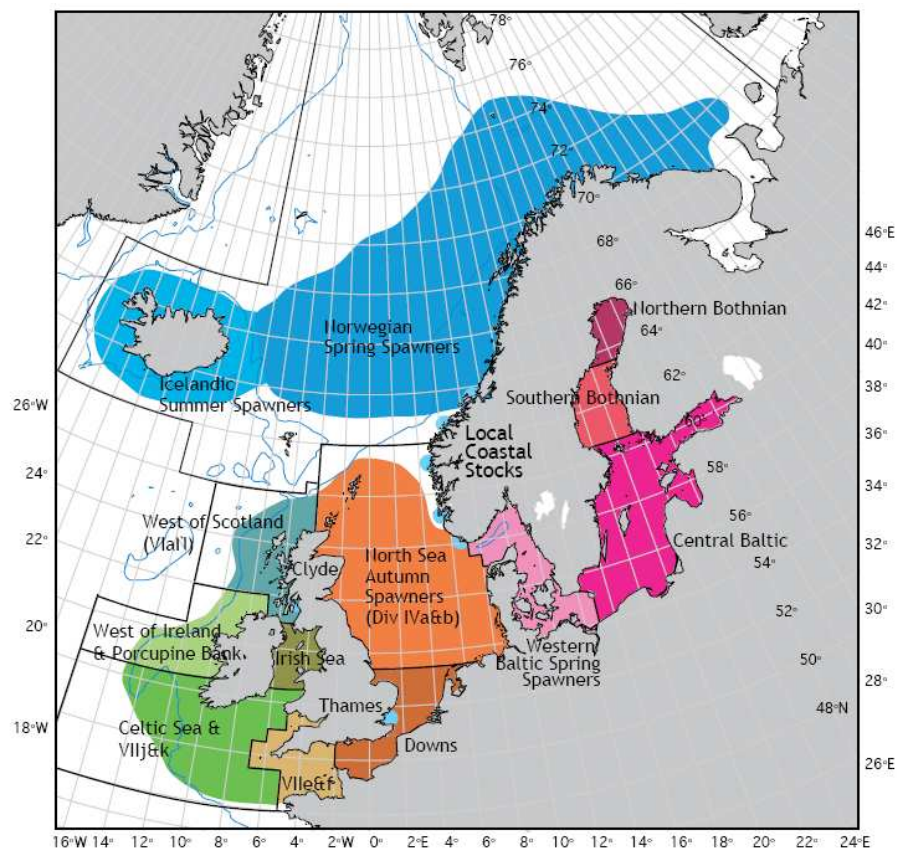 78°
76°
74°
72°
70°
68°
66°
64°
62°
60°
58°
56°
54°
52°
50°
48°N
46°E
44°E
42°E
40°E
38°E
36°E
34°E
32°E
30°E
28°E
26°E
26°W
24°W
22°W
20°W
18°W
Northern Bothnian
Norwegian
Spring Spawners
Icelandic
Summer Spawners
Southern Bothnian
Local
Coastal
Stocks
West of Scotland
Clyde
North Sea
Autumn
Spawners
(Div IVa&b)
Central Baltic
West of Ireland
& Porcupine Bank
Irish Sea
Western
Baltic Spring
Spawners
Thames
Celtic Sea &
VIIj&k
Downs
VIIe&f
16°W 14° 12° 10° 8° 6° 4° 2°W 0° 2°E 4° 6° 8° 10° 12° 14° 16° 18° 20° 22° 24°E